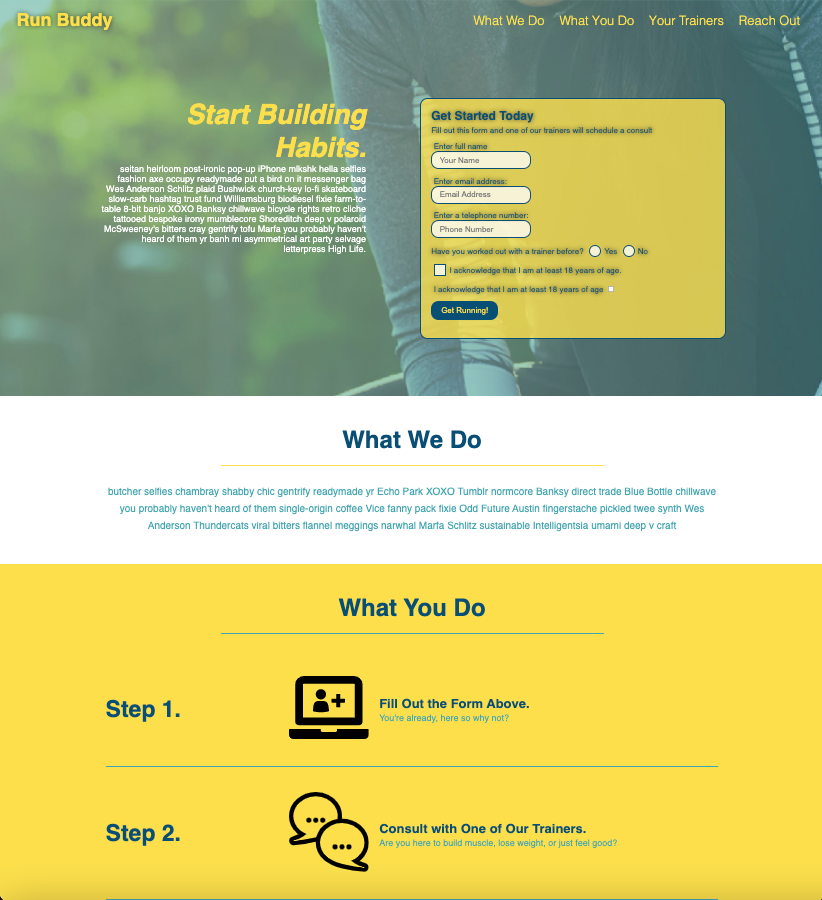 Run Buddy
What We Do What You Do Your Trainers Reach Out
Start Building
Habits.
seitan heirloom post-ironic pop-up iPhone mlkshk hella selfies
fashion axe occupy readymade put a bird on it messenger bag
Wes Anderson Schlitz plaid Bushwick church-key lo-fi skateboard
slow-carb hashtag trust fund Williamsburg biodiesel fixie farm-to-
table 8-bit banjo XOXO Banksy chillwave bicycle rights retro cliche
tattooed bespoke irony mumblecore Shoreditch deep v polaroid
McSweeney's bitters cray gentrify tofu Marfa you probably haven't
heard of them yr banh mi asymmetrical art party selvage
letterpress High Life.
Get Started Today
Fill out this form and one of our trainers will schedule a consult
Enter full name
Your Name
Enter email address:
Email Address
Enter a telephone number:
Phone Number
Have you worked out with a trainer before? Yes No
I acknowledge that I am at least 18 years of age.
I acknowledge that I am at least 18 years of age
Get Running!
What We Do
butcher selfies chambray shabby chic gentrify readymade yr Echo Park XOXO Tumblr normcore Banksy direct trade Blue Bottle chillwave
you probably haven't heard of them single-origin coffee Vice fanny pack fixie Odd Future Austin fingerstache pickled twee synth Wes
Anderson Thundercats viral bitters flannel meggings narwhal Marfa Schlitz sustainable Intelligentsia umami deep v craft
What You Do
Step 1.
Fill Out the Form Above.
You're already, here so why not?
Step 2.
Consult with One of Our Trainers.
Are you here to build muscle, lose weight, or just feel good?